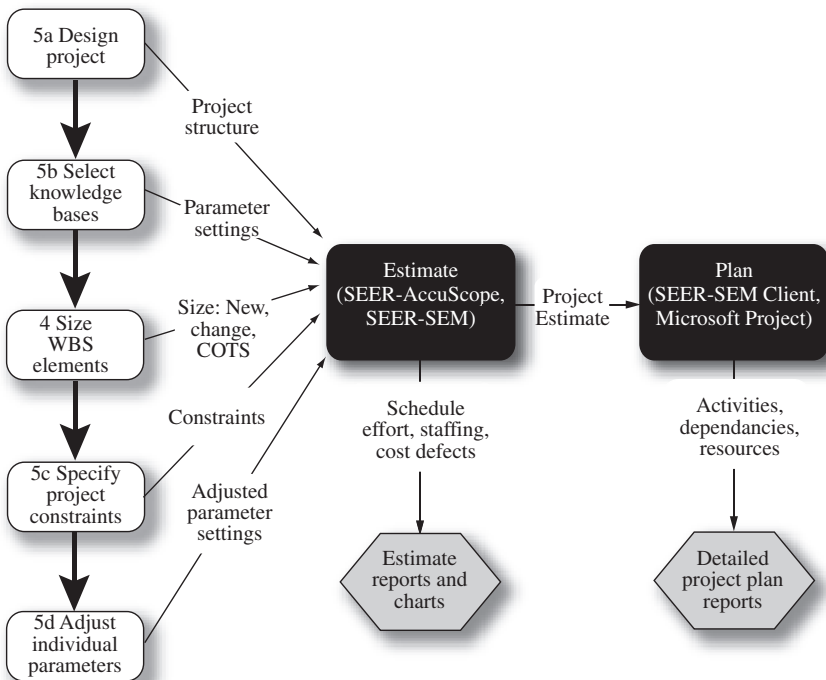 5a Design
project
Project
structure
5b Select
knowledge
bases
Parameter
settings
4 Size
WBS
elements
Size: New,
change,
COTS
5c Specify
project
constraints
Constraints
5d Adjust
individual
parameters
Adjusted
parameter
settings
Estimate
(SEER-AccuScope,
SEER-SEM)
Project
Estimate
Plan
(SEER-SEM Client,
Microsoft Project)
Schedule
effort, staffing,
cost defects
Activities,
dependancies,
resources
Estimate
reports and
charts
Detailed
project plan
reports